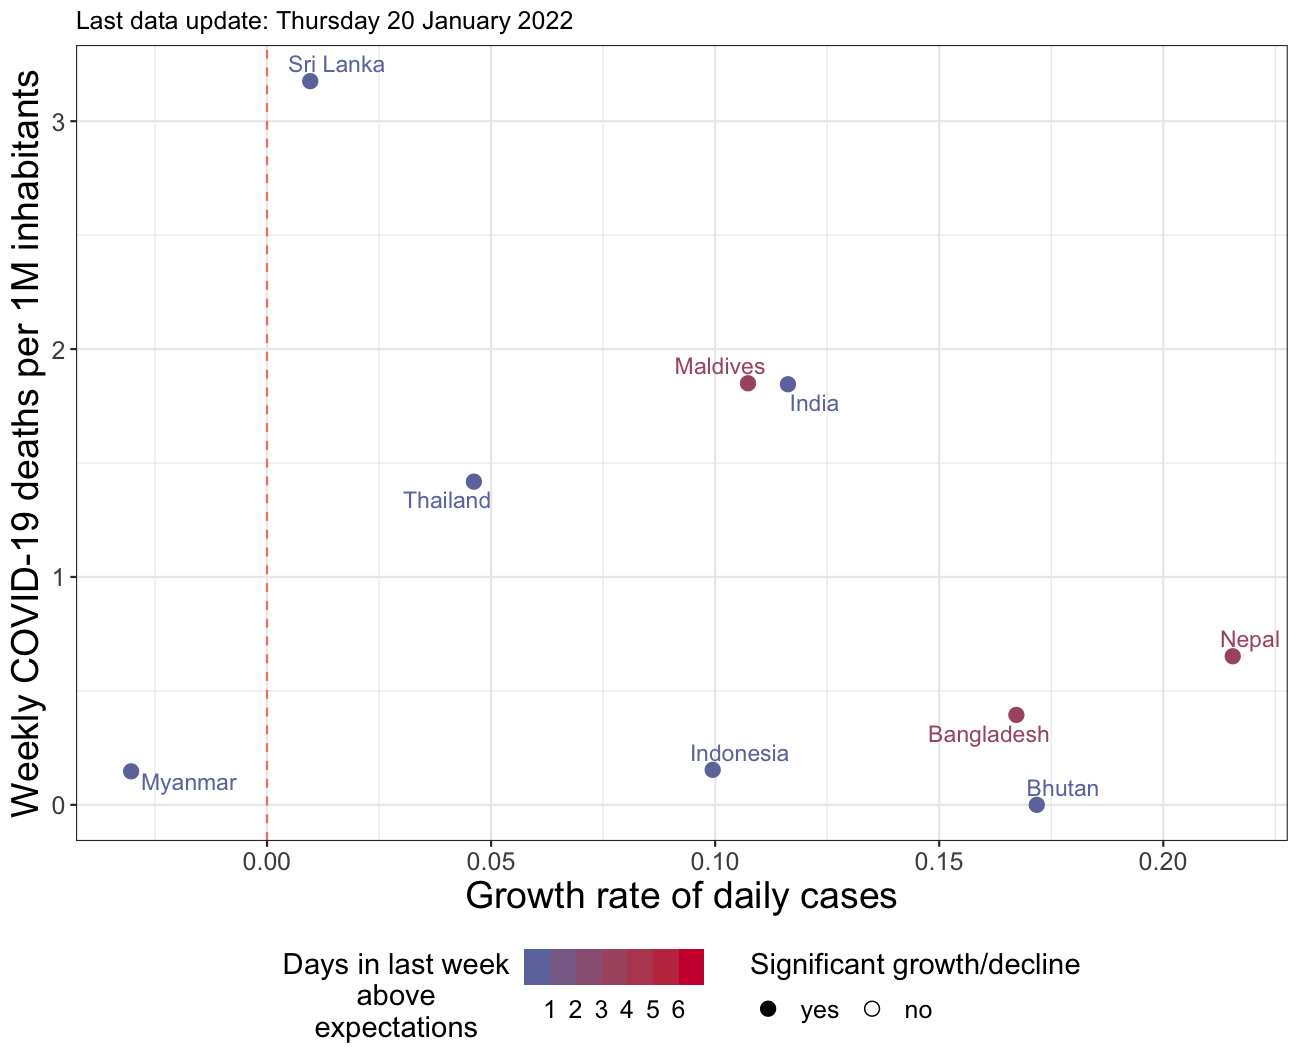 Last data update: Thursday 20 January 2022
Weekly COVID-19 deaths per 1M inhabitants
3
2
1
0
Sri Lanka
Maldives
India
Thailand
Nepal
Bangladesh
Indonesia
Myanmar
Bhutan
0.00 0.05 0.10 0.15 0.20
Growth rate of daily cases
Days in last week
above
expectations
1 2 3 4 5 6
Significant growth/decline
yes no